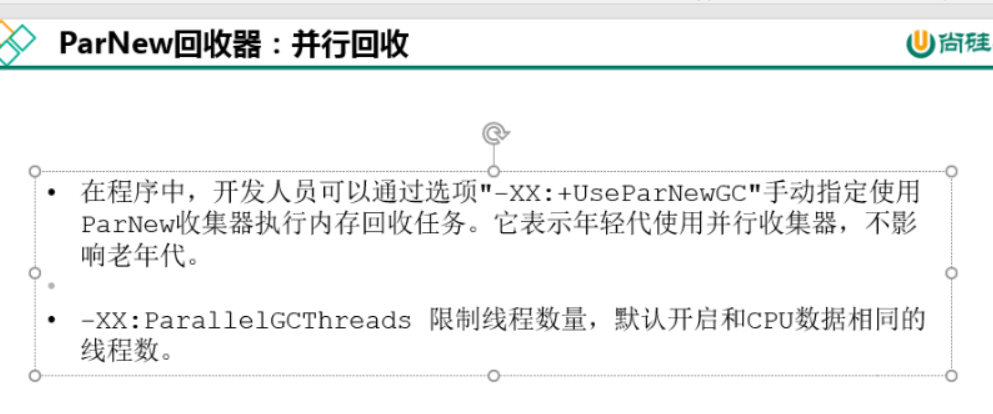 ParNew回收器：并行回收
尚硅
• 在程序中，开发人员可以通过选项"-XX:+UseParNewGC"手动指定使用
ParNew收集器执行内存回收任务。它表示年轻代使用并行收集器，不影
响老年代。
• -XX:ParallelGCThreads 限制线程数量，默认开启和CPU数据相同的
线程数。